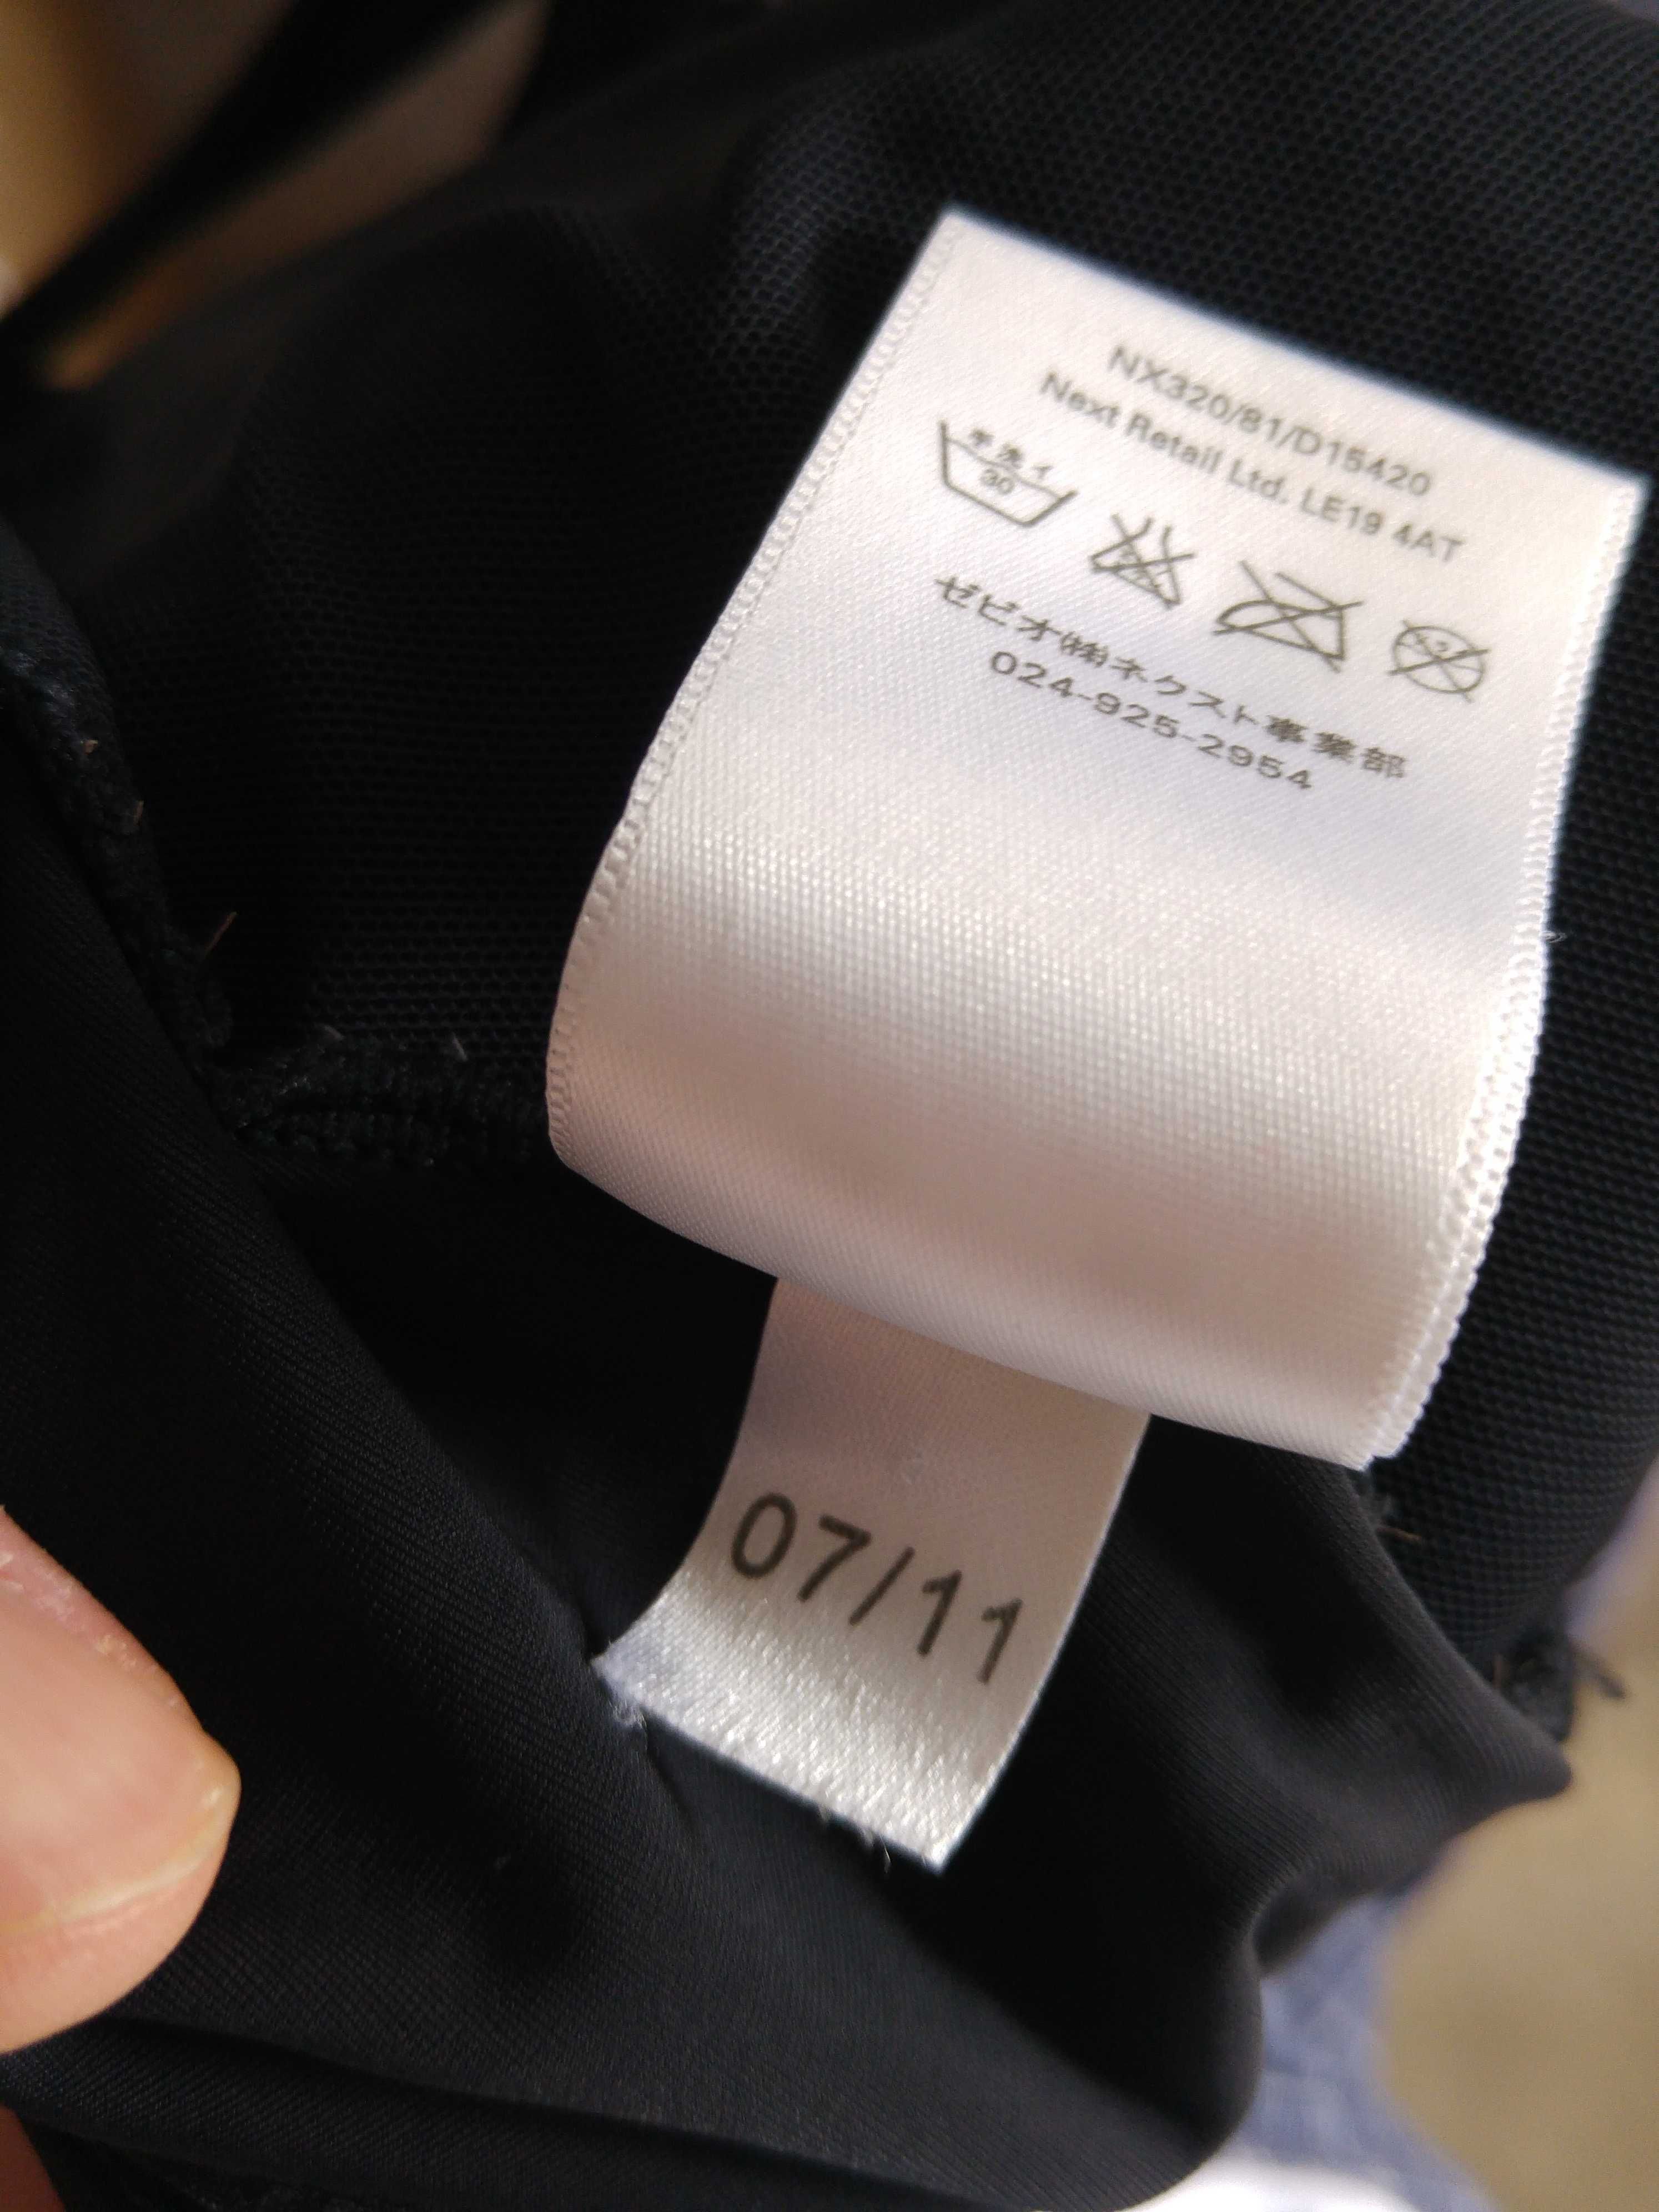 NX320/81/D15420
Next Retail Ltd. LE19 4AT
手洗イ
30
ゼビオ㈱ネクスト事業部
024-925-2954
07/11